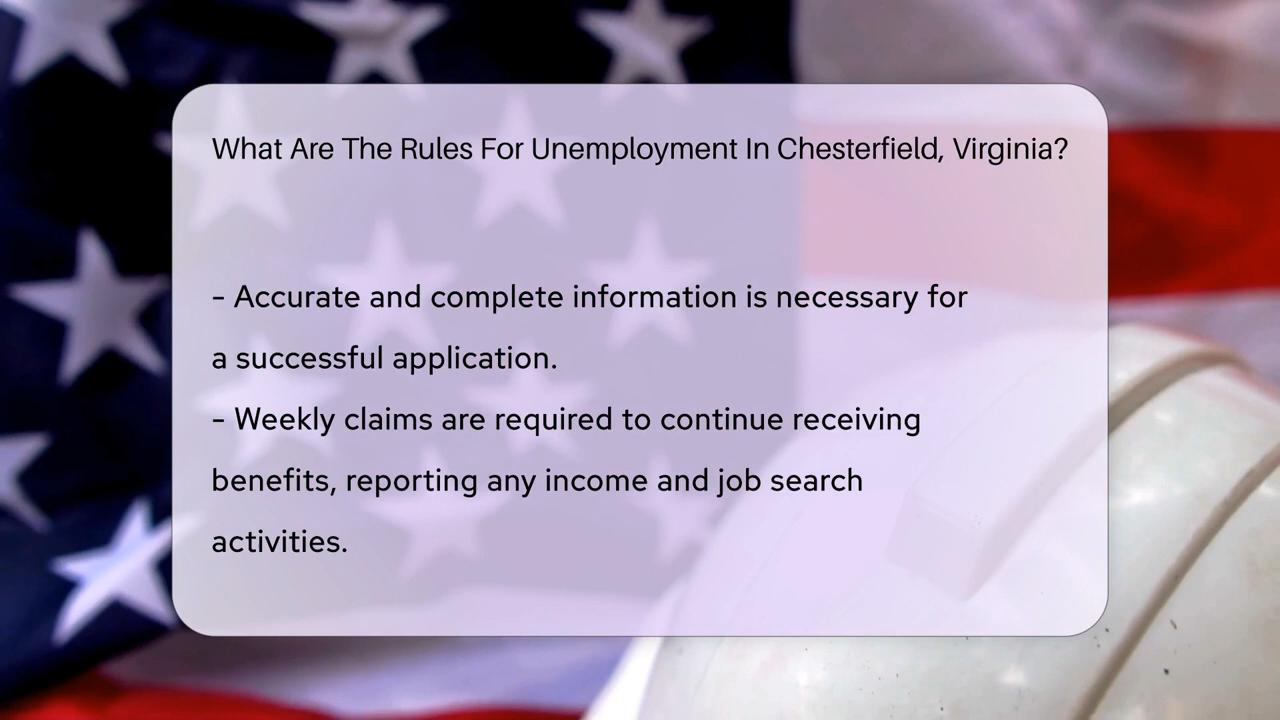 What Are The Rules For Unemployment In Chesterfield, Virginia?
– Accurate and complete information is necessary for
a successful application.
– Weekly claims are required to continue receiving
benefits, reporting any income and job search
activities.